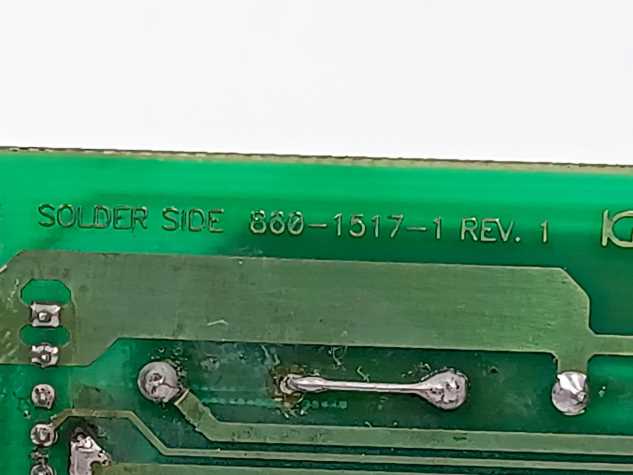 SOLDER SIDE 860-1517-1 REV. 1